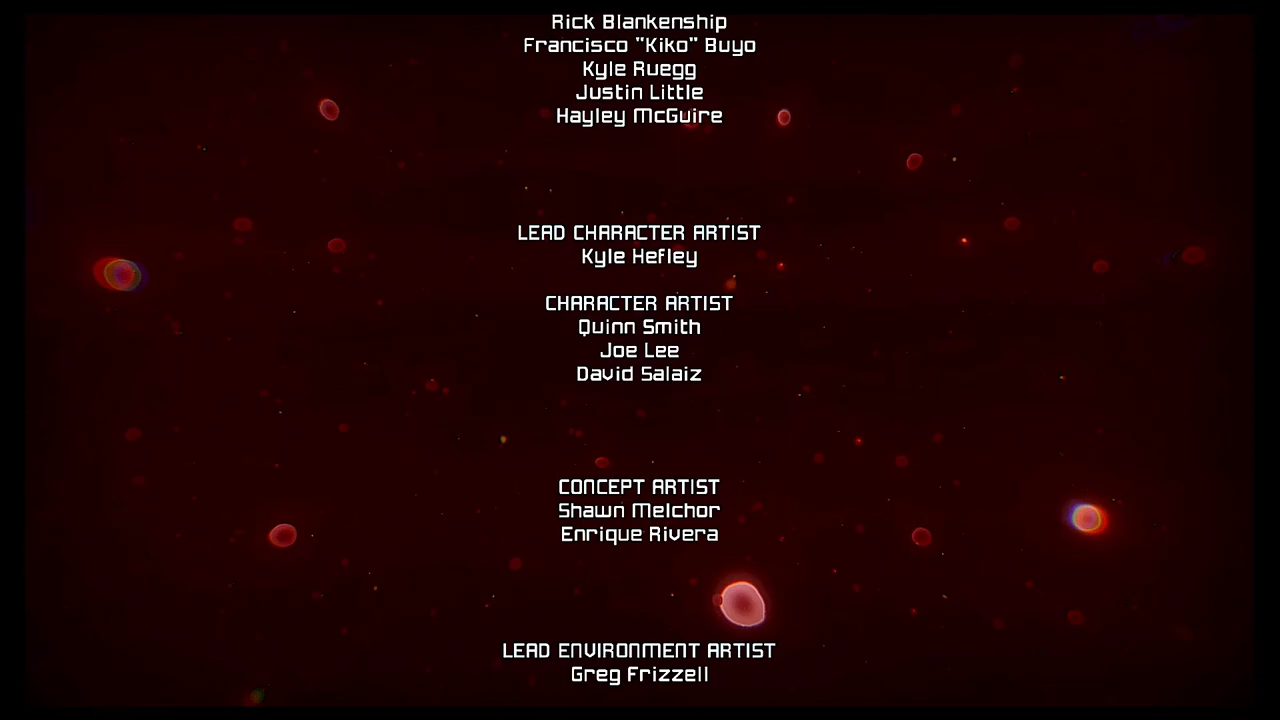 Rick Blankenship
Francisco "Kiko" Buyo
Kyle Ruegg
Justin Little
Hayley McGuire
LEAD CHARACTER ARTIST
Kyle Hefley
CHARACTER ARTIST
Quinn Smith
Joe Lee
David Salaiz
CONCEPT ARTIST
Shawn Melchor
Enrique Rivera
LEAD ENVIRONMENT ARTIST
Greg Frizzell